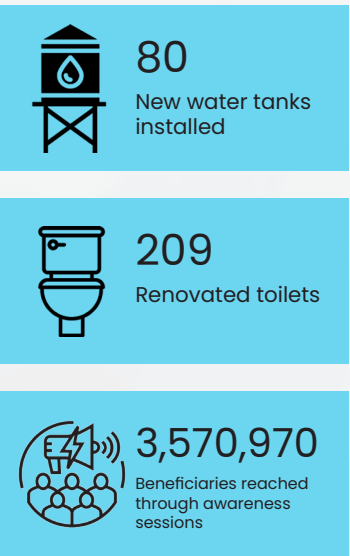 80
New water tanks
installed
209
Renovated toilets
3,570,970
Beneficiaries reached
through awareness
sessions